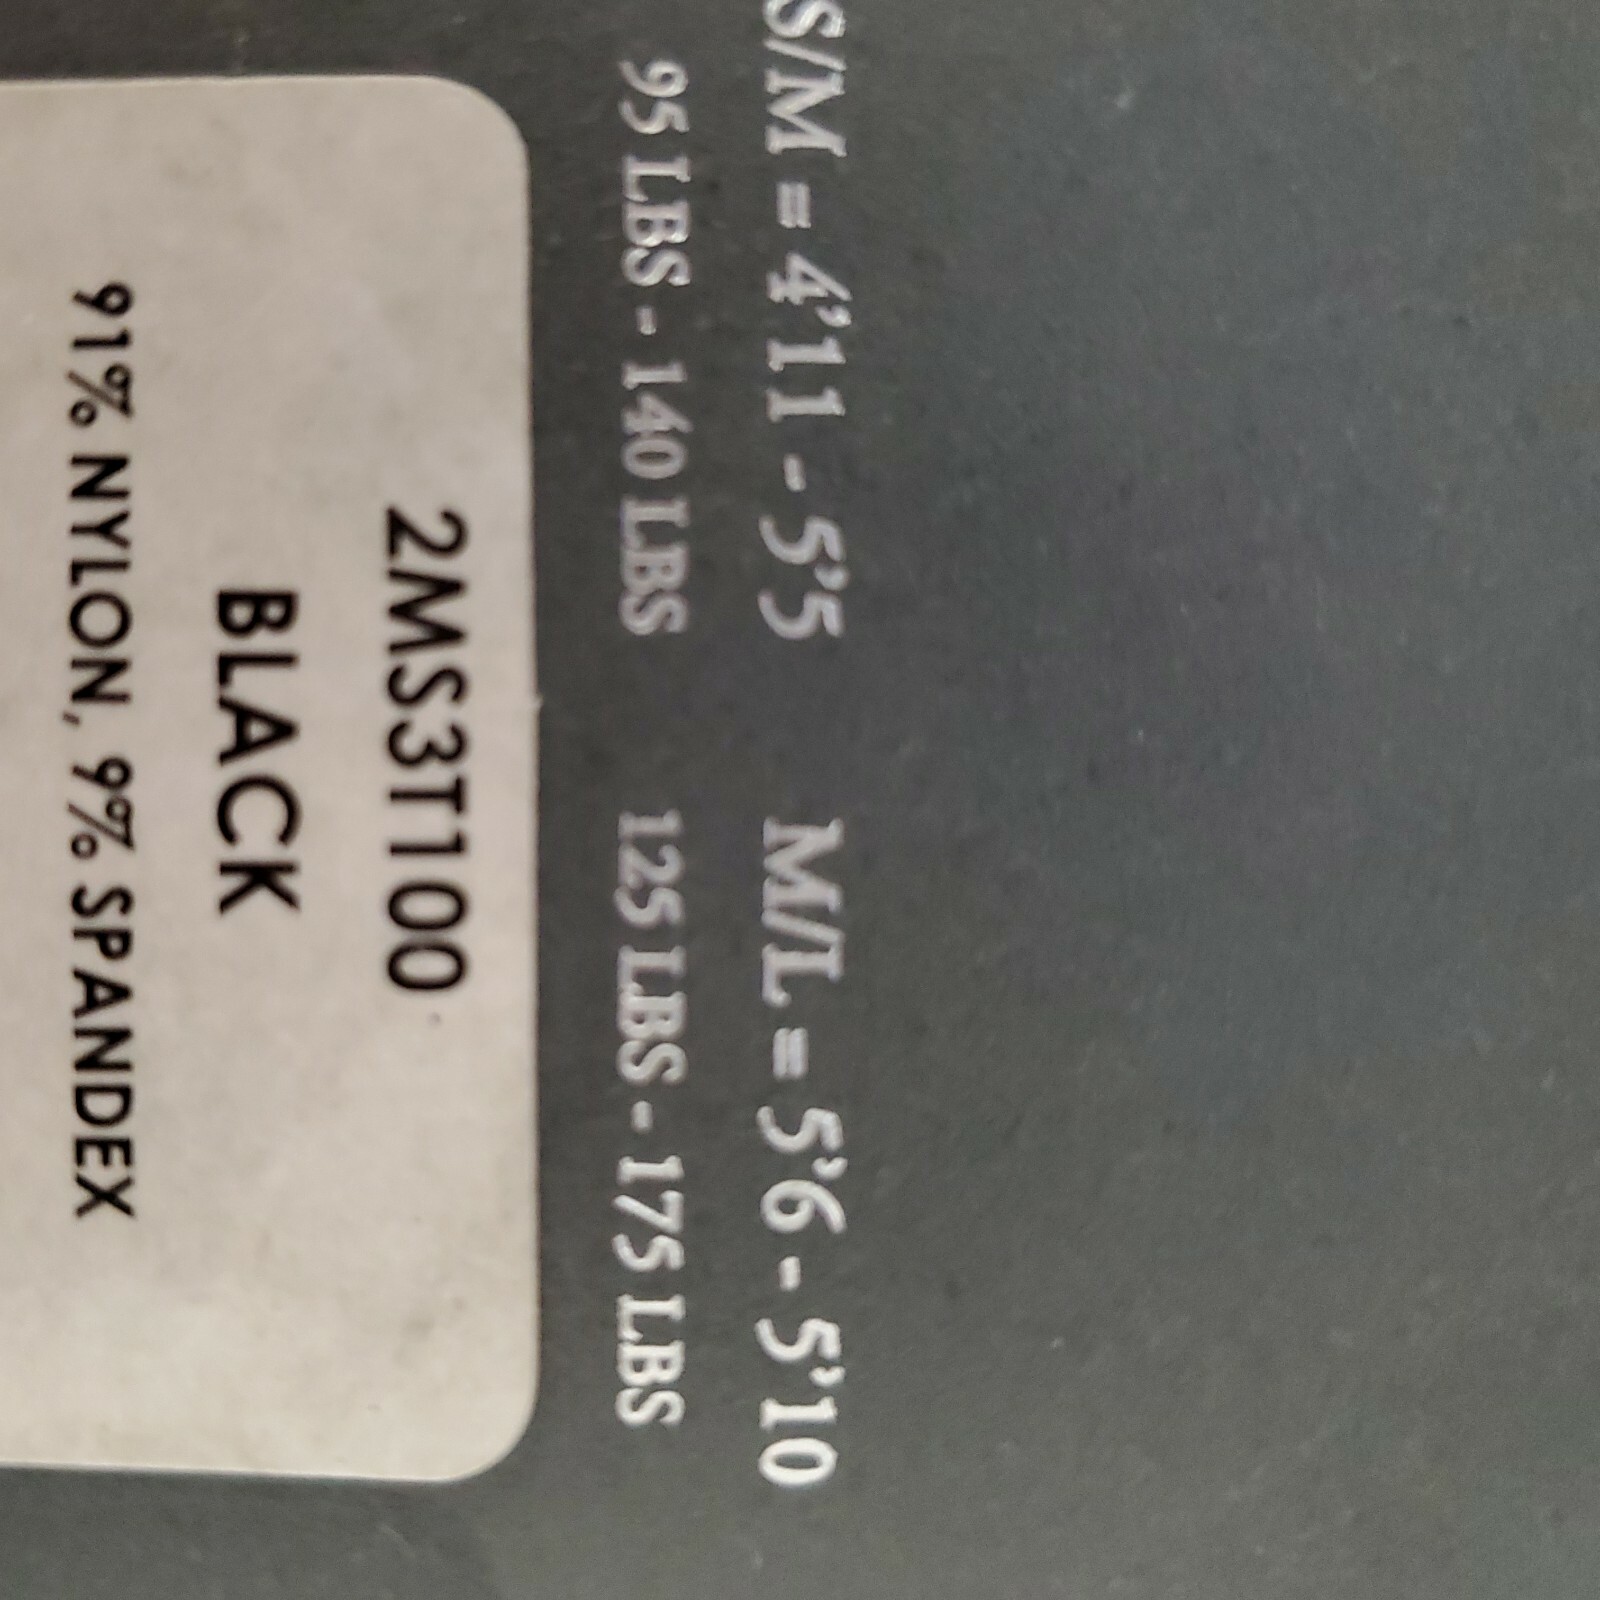 S/M = 4'11 - 5'5 M/L = 5'6 - 5'10
95 LBS - 140 LBS 125 LBS - 175 LBS
2MS3T100
BLACK
91% NYLON, 9% SPANDEX